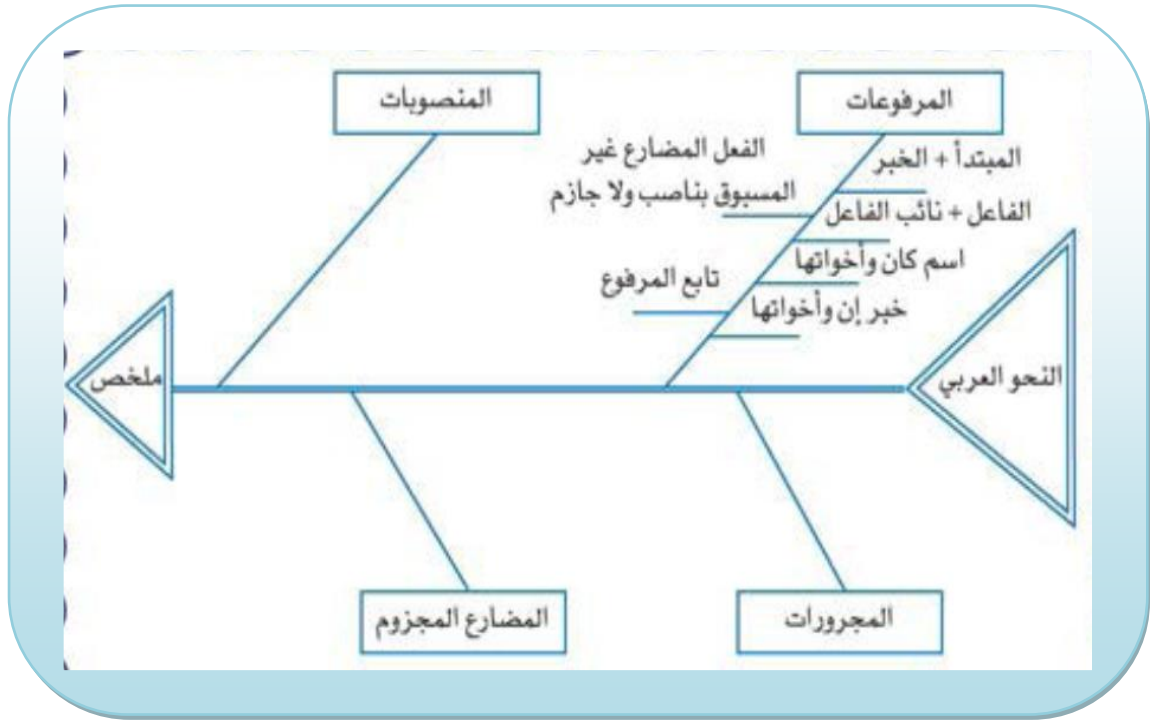 المرفوعات
المنصوبات
المبتدأ + الخبر
الفاعل + نائب الفاعل
اسم كان وأخواتها
خبر إن وأخواتها
الفعل المضارع غير
المسبوق بناصب ولا جازم
تابع المرفوع
النحو العربي
ملخص
المجرورات
المضارع المجزوم